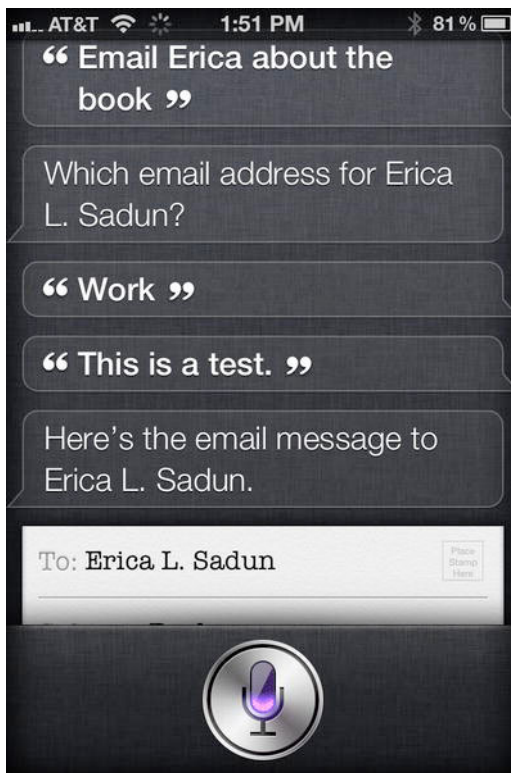 AT&T 1:51 PM 81%
“ Email Erica about the
book ”
Which email address for Erica
L. Sadun?
“ Work ”
“ This is a test. ”
Here’s the email message to
Erica L. Sadun.
To: Erica L. Sadun
Place
Stamp
Here